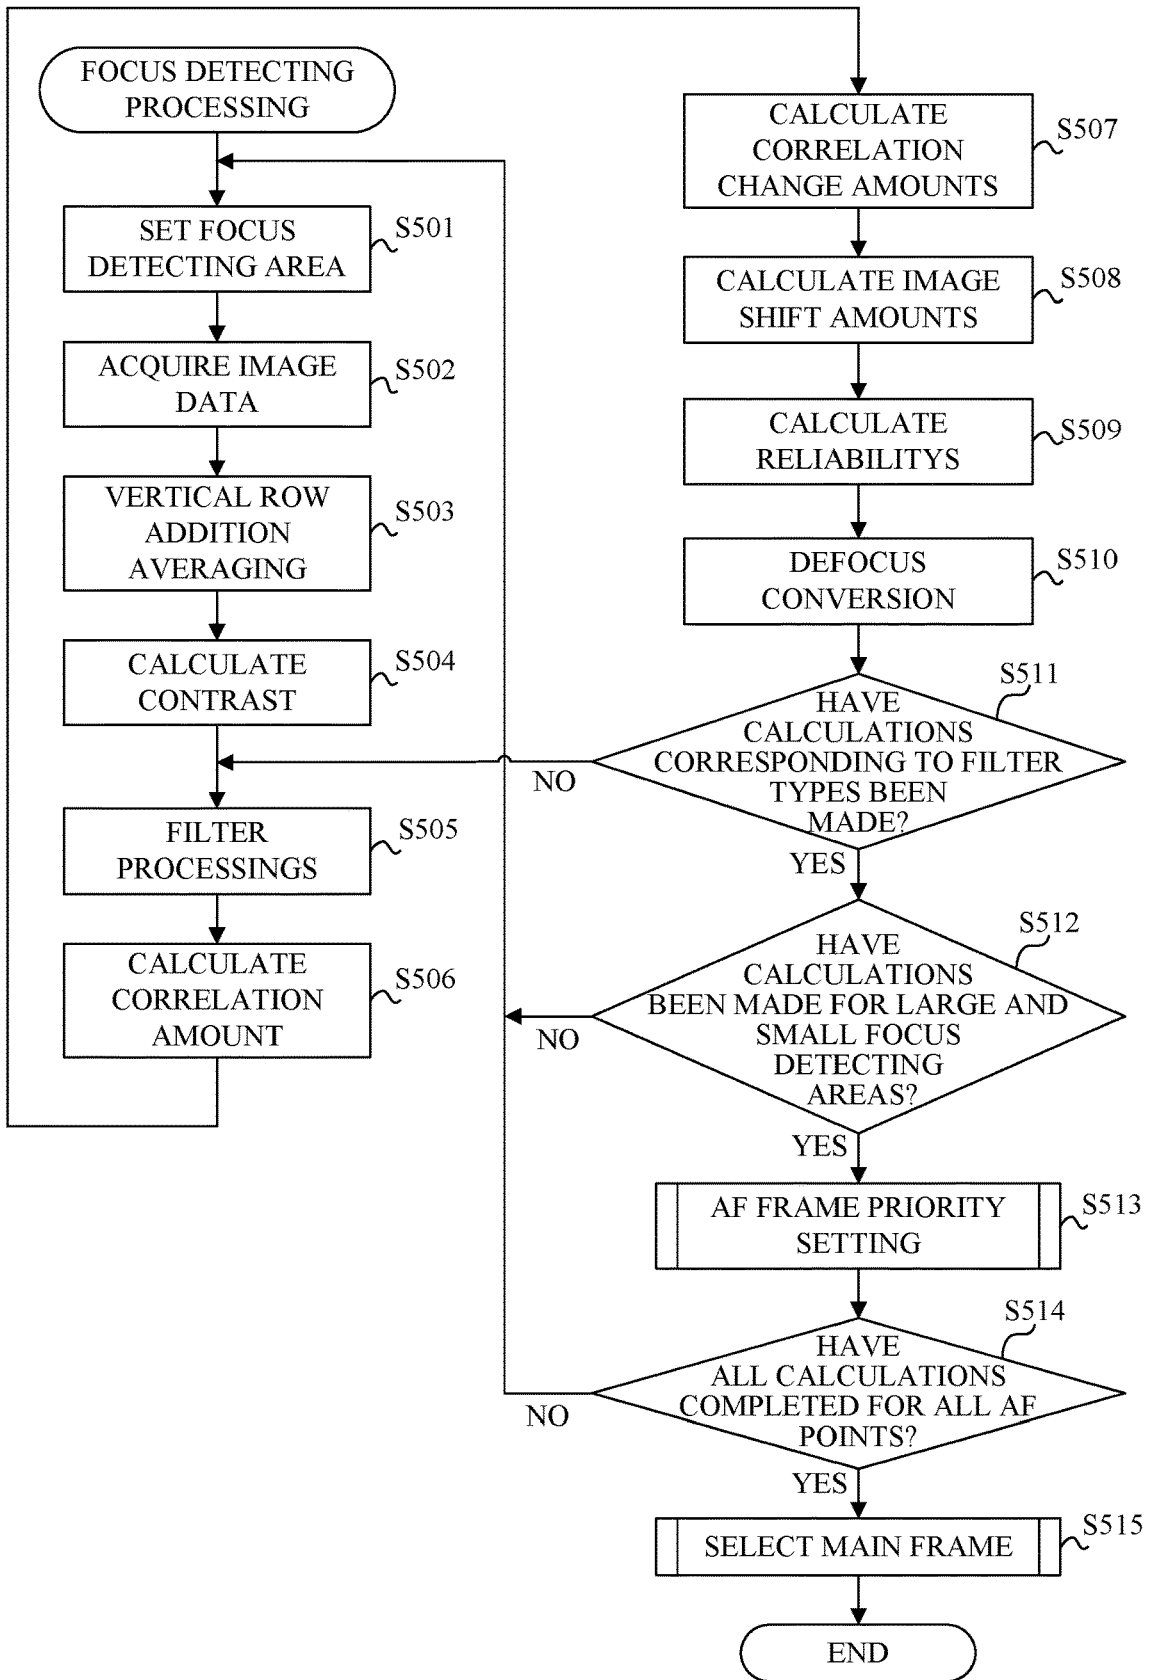 FOCUS DETECTING
PROCESSING
SET FOCUS
DETECTING AREA
S501
ACQUIRE IMAGE
DATA
S502
VERTICAL ROW
ADDITION
AVERAGING
S503
CALCULATE
CONTRAST
S504
FILTER
PROCESSINGS
S505
CALCULATE
CORRELATION
AMOUNT
S506
CALCULATE
CORRELATION
CHANGE AMOUNTS
S507
CALCULATE IMAGE
SHIFT AMOUNTS
S508
CALCULATE
RELIABILITYS
S509
DEFOCUS
CONVERSION
S510
S511
HAVE
CALCULATIONS
CORRESPONDING TO FILTER
TYPES BEEN
MADE?
NO
YES
S512
HAVE
CALCULATIONS
BEEN MADE FOR LARGE AND
SMALL FOCUS
DETECTING
AREAS?
NO
YES
AF FRAME PRIORITY
SETTING
S513
S514
HAVE
ALL CALCULATIONS
COMPLETED FOR ALL AF
POINTS?
NO
YES
SELECT MAIN FRAME
S515
END